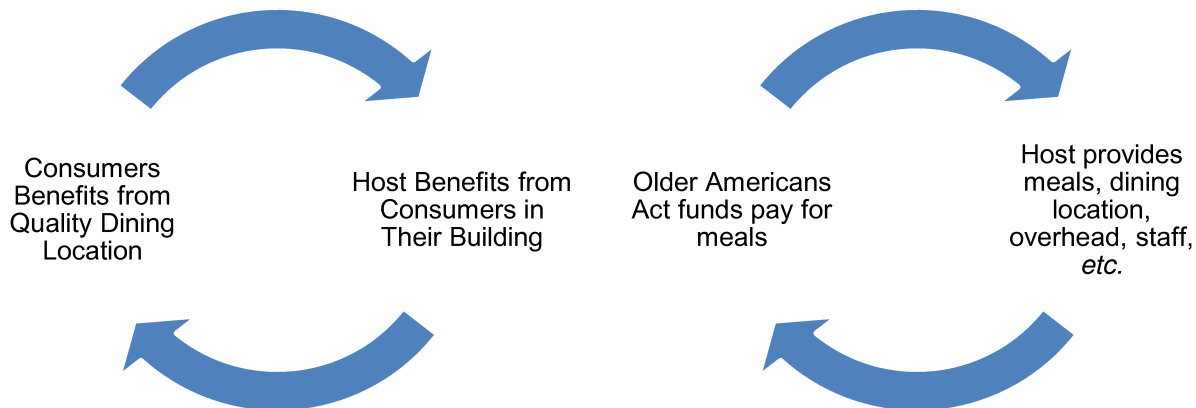 Consumers
Benefits from
Quality Dining
Location
Host Benefits from
Consumers in
Their Building
Older Americans
Act funds pay for
meals
Host provides
meals, dining
location,
overhead, staff,
etc.